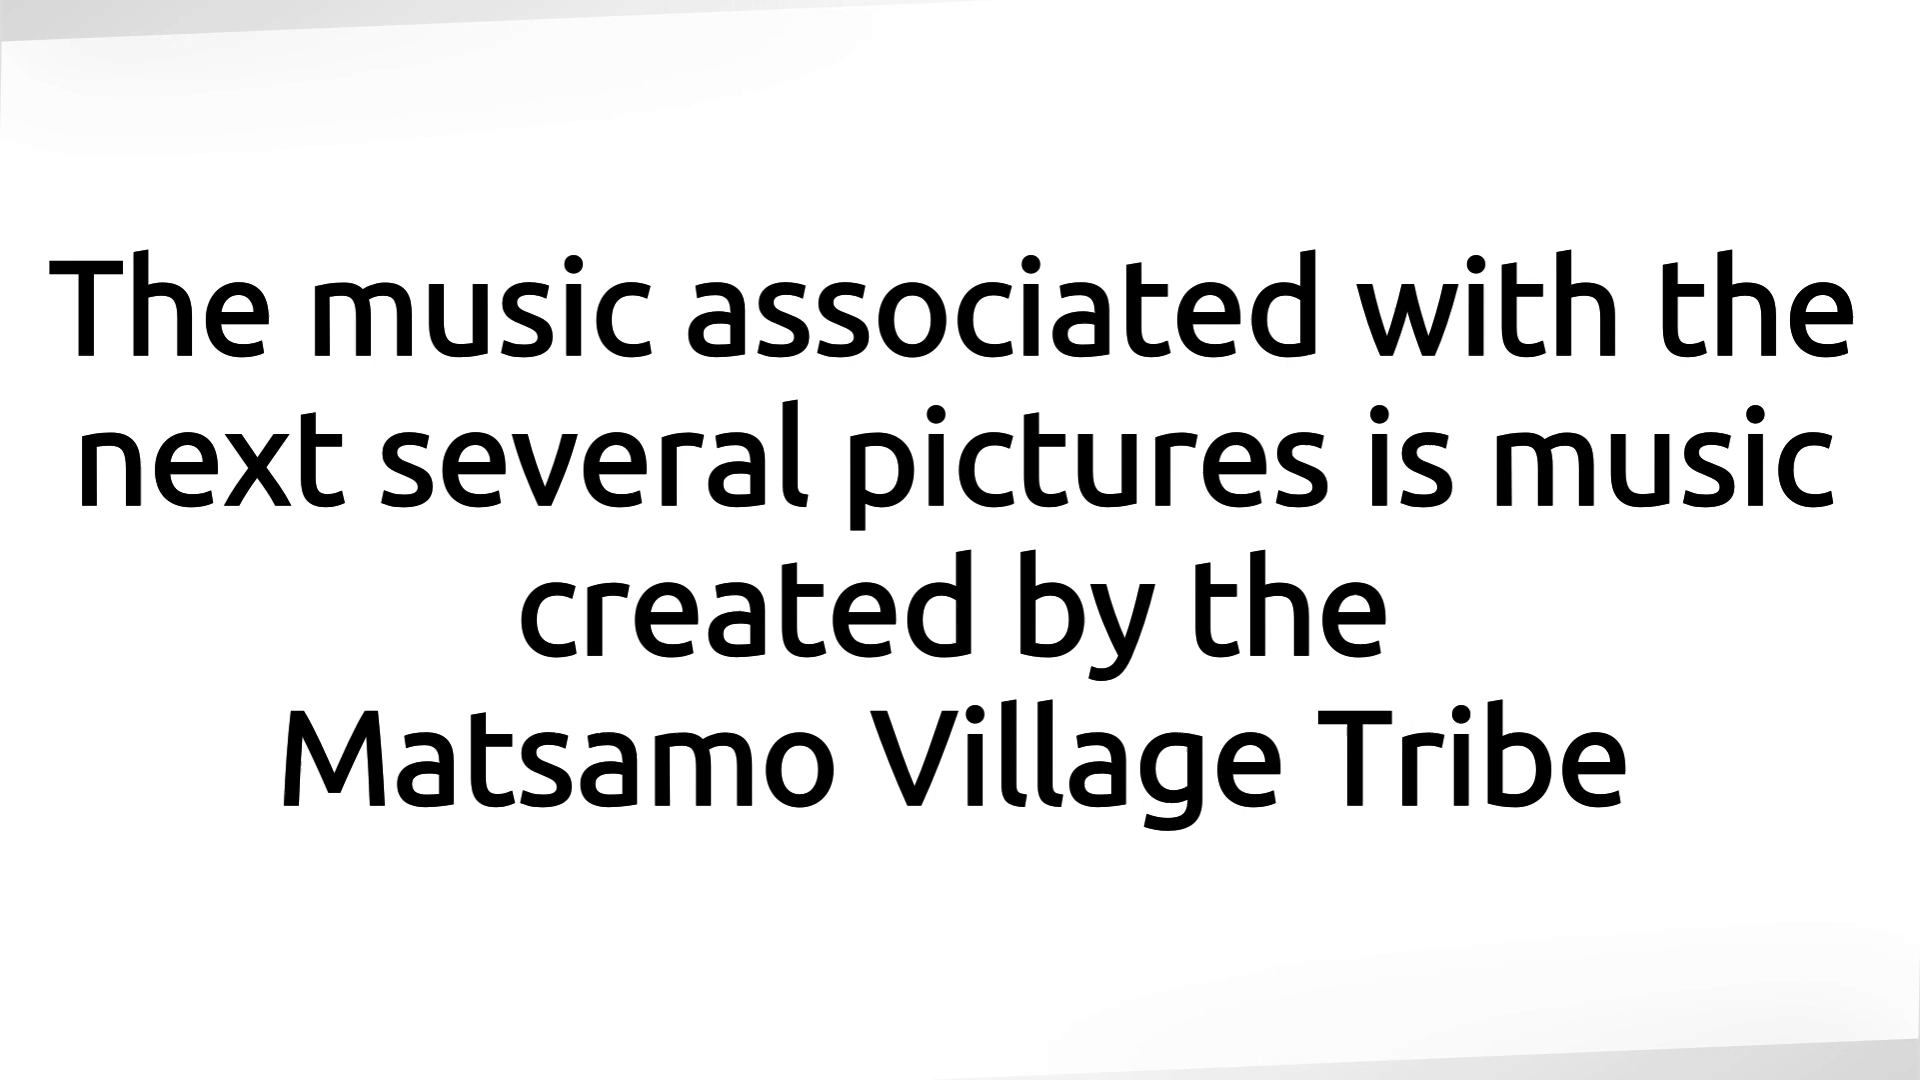 The music associated with the
next several pictures is music
created by the
Matsamo Village Tribe